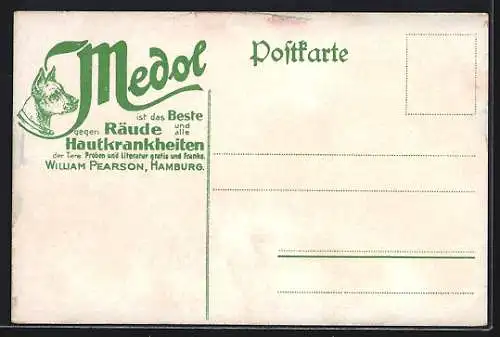 Medol
ist das Beste
gegen Räude und alle
Hautkrankheiten
der Tiere. Proben und Literatur gratis und franko.
WILLIAM PEARSON, HAMBURG.
Postkarte